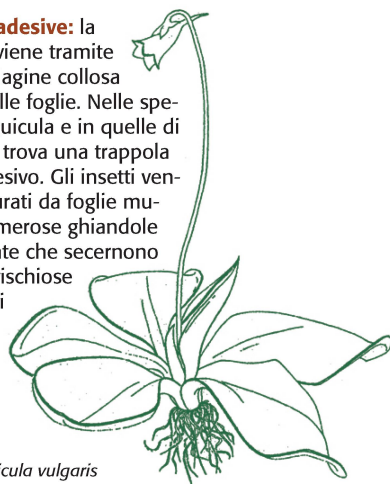 adesive: la
viene tramite
agine collosa
lle foglie. Nelle spe-
uicula e in quelle di
trova una trappola
esivo. Gli insetti ven-
urati da foglie mu-
merose ghiandole
te che secernono
ischiose
i
icula vulgaris